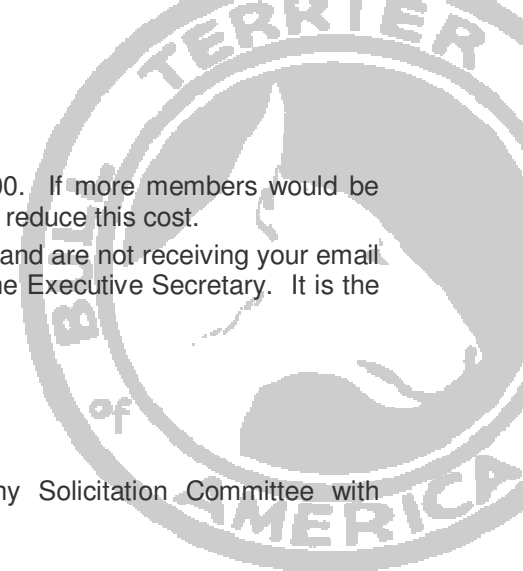 TERRIER
BULL
of
AMERICA
00. If more members would be
reduce this cost.
and are not receiving your email
he Executive Secretary. It is the
ny Solicitation Committee with